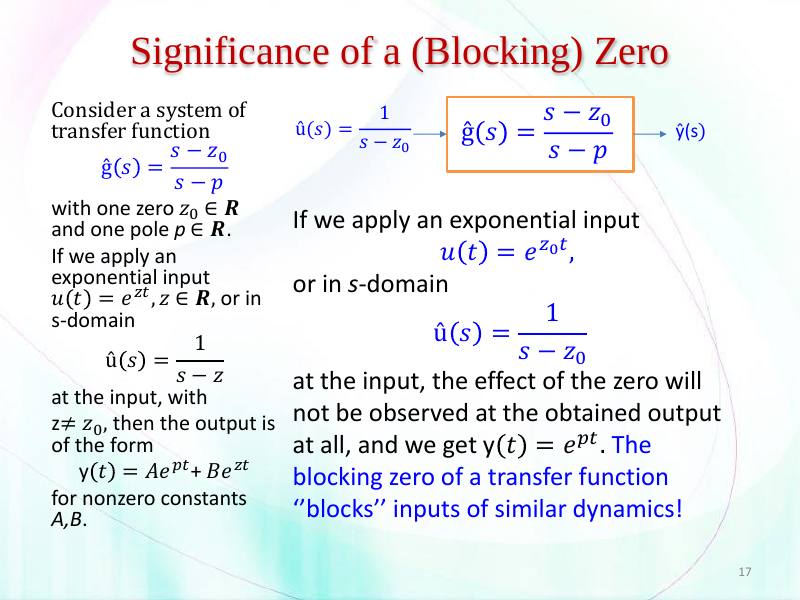 Significance of a (Blocking) Zero
Consider a system of
transfer function
ĝ(𝑠) = (𝑠 − 𝑧₀)/(𝑠 − 𝑝)
with one zero 𝑧₀ ∈ 𝑹
and one pole p ∈ 𝑹.
If we apply an
exponential input
𝑢(𝑡) = 𝑒^{𝑧𝑡}, 𝑧 ∈ 𝑹, or in
s-domain
û(𝑠) = 1/(𝑠 − 𝑧)
at the input, with
z≠ 𝑧₀, then the output is
of the form
y(𝑡) = 𝐴𝑒^{𝑝𝑡}+ 𝐵𝑒^{𝑧𝑡}
for nonzero constants
A,B.
û(𝑠) = 1/(𝑠 − 𝑧₀)
ĝ(𝑠) = (𝑠 − 𝑧₀)/(𝑠 − 𝑝)
ŷ(s)
If we apply an exponential input
𝑢(𝑡) = 𝑒^{𝑧₀𝑡},
or in s-domain
û(𝑠) = 1/(𝑠 − 𝑧₀)
at the input, the effect of the zero will
not be observed at the obtained output
at all, and we get y(𝑡) = 𝑒^{𝑝𝑡}. The
blocking zero of a transfer function
‘’blocks’’ inputs of similar dynamics!
17